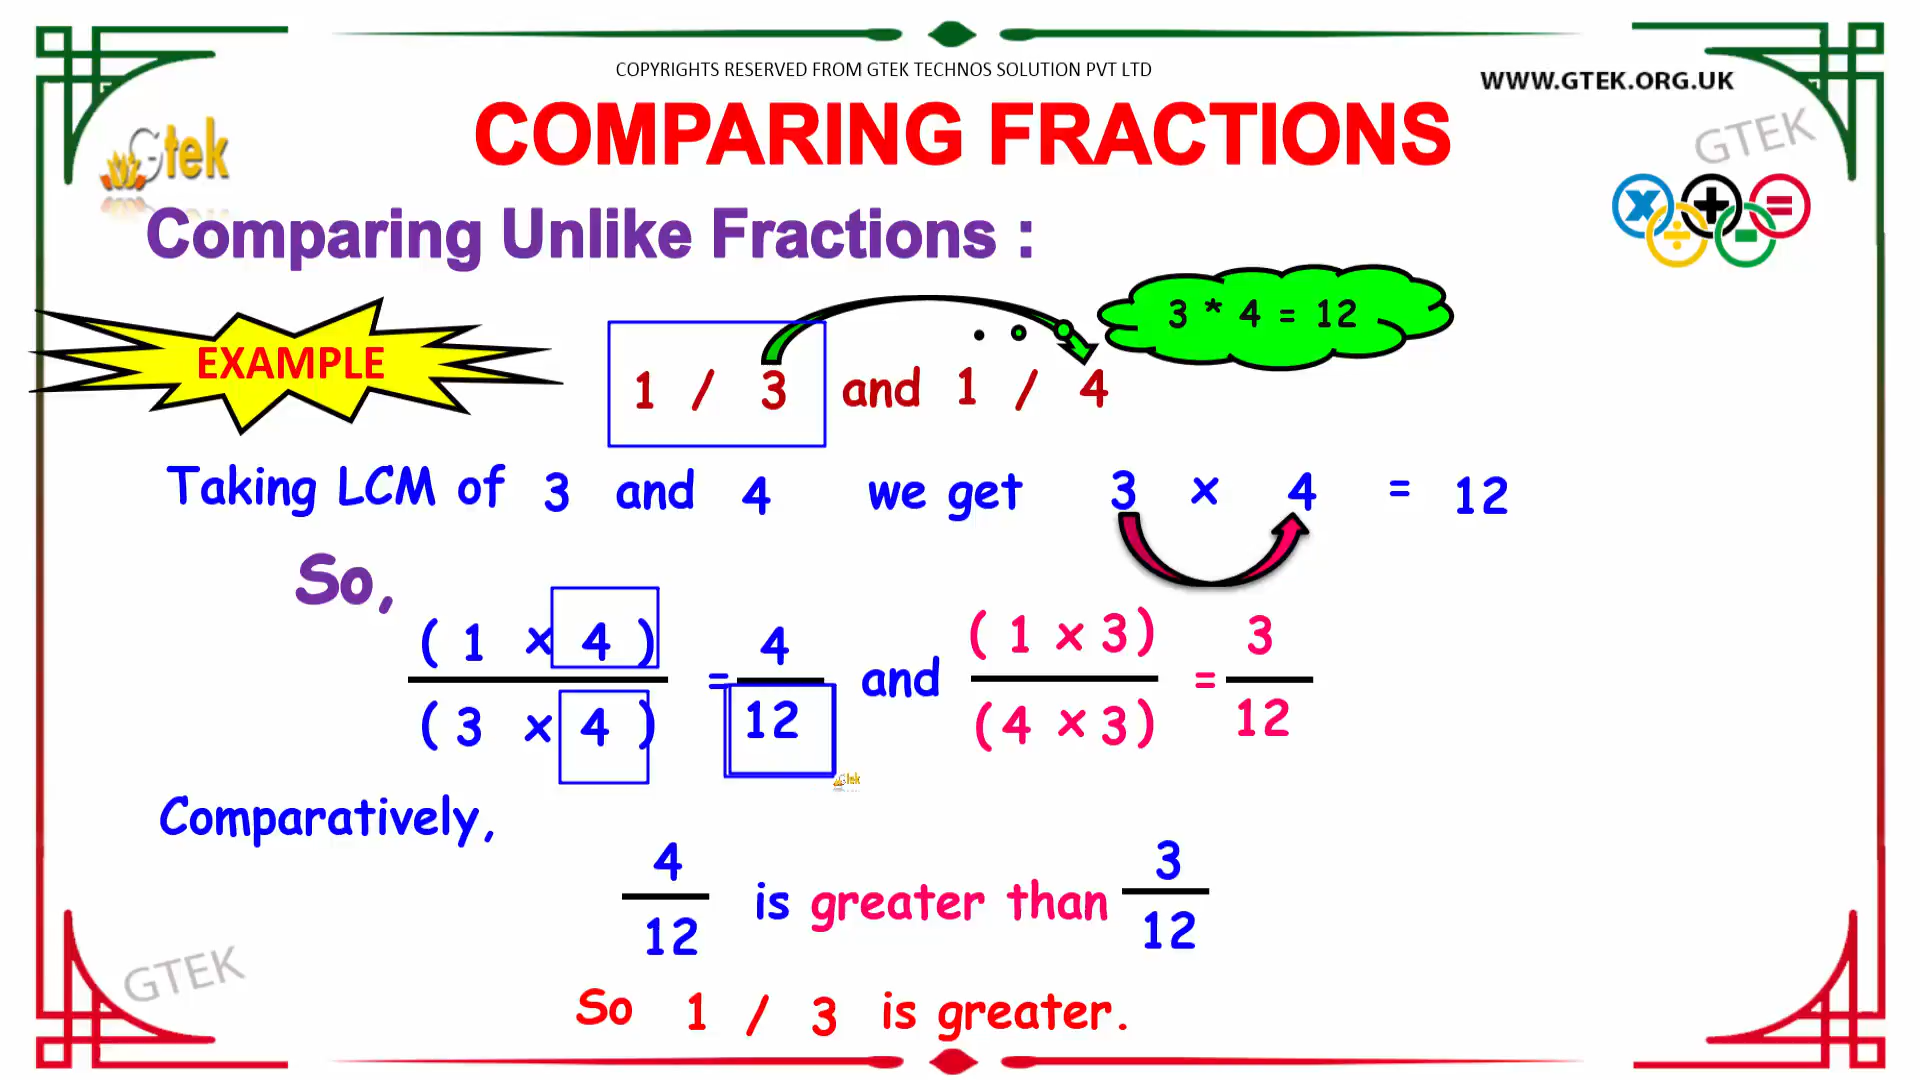 COPYRIGHTS RESERVED FROM GTEK TECHNOS SOLUTION PVT LTD
WWW.GTEK.ORG.UK
COMPARING FRACTIONS
Gtek
GTEK
x + =
÷ -
Comparing Unlike Fractions :
3 * 4 = 12
EXAMPLE
1 / 3 and 1 / 4
Taking LCM of 3 and 4 we get 3 x 4 = 12
So,
( 1 x 4 ) 4 ( 1 x 3 ) 3
= and =
( 3 x 4 ) 12 ( 4 x 3 ) 12
Gtek
Comparatively,
4 3
is greater than
12 12
GTEK
So 1 / 3 is greater.